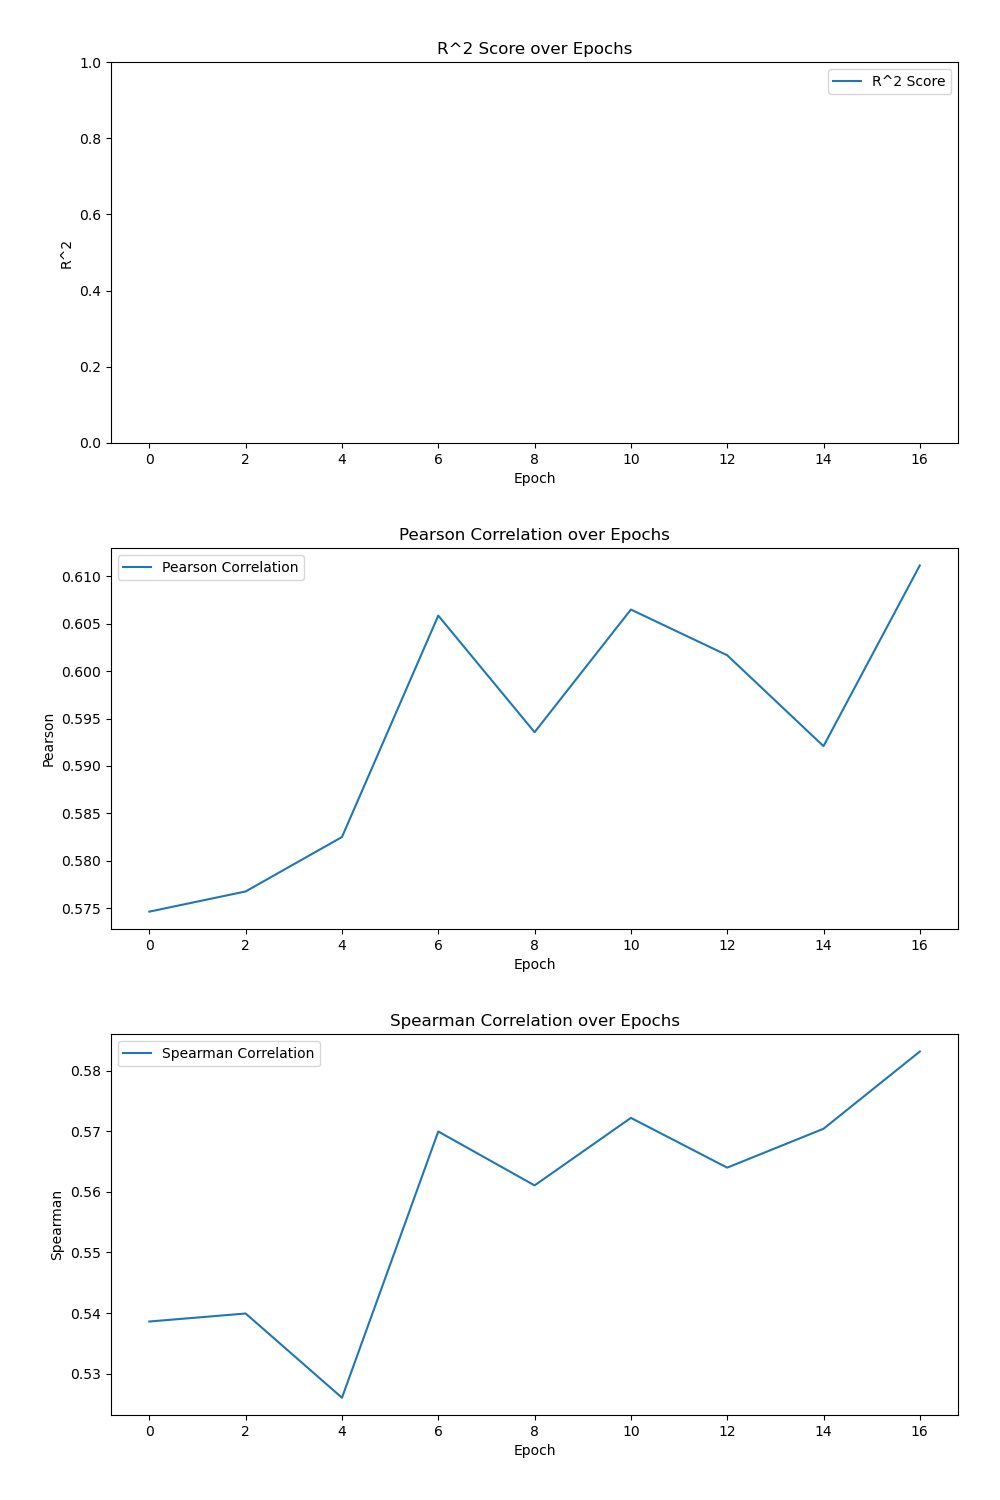 R^2 Score over Epochs
R^2 Score
1.0
0.8
0.6
0.4
0.2
0.0
R^2
0 2 4 6 8 10 12 14 16
Epoch
Pearson Correlation over Epochs
Pearson Correlation
0.610
0.605
0.600
0.595
0.590
0.585
0.580
0.575
Pearson
0 2 4 6 8 10 12 14 16
Epoch
Spearman Correlation over Epochs
Spearman Correlation
0.58
0.57
0.56
0.55
0.54
0.53
Spearman
0 2 4 6 8 10 12 14 16
Epoch